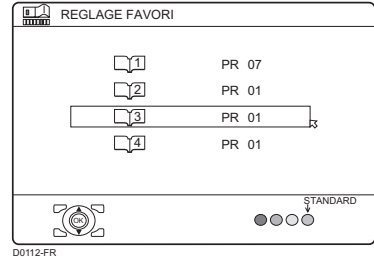 REGLAGE FAVORI
1 PR 07
2 PR 01
3 PR 01
4 PR 01
OK
STANDARD
D0112-FR